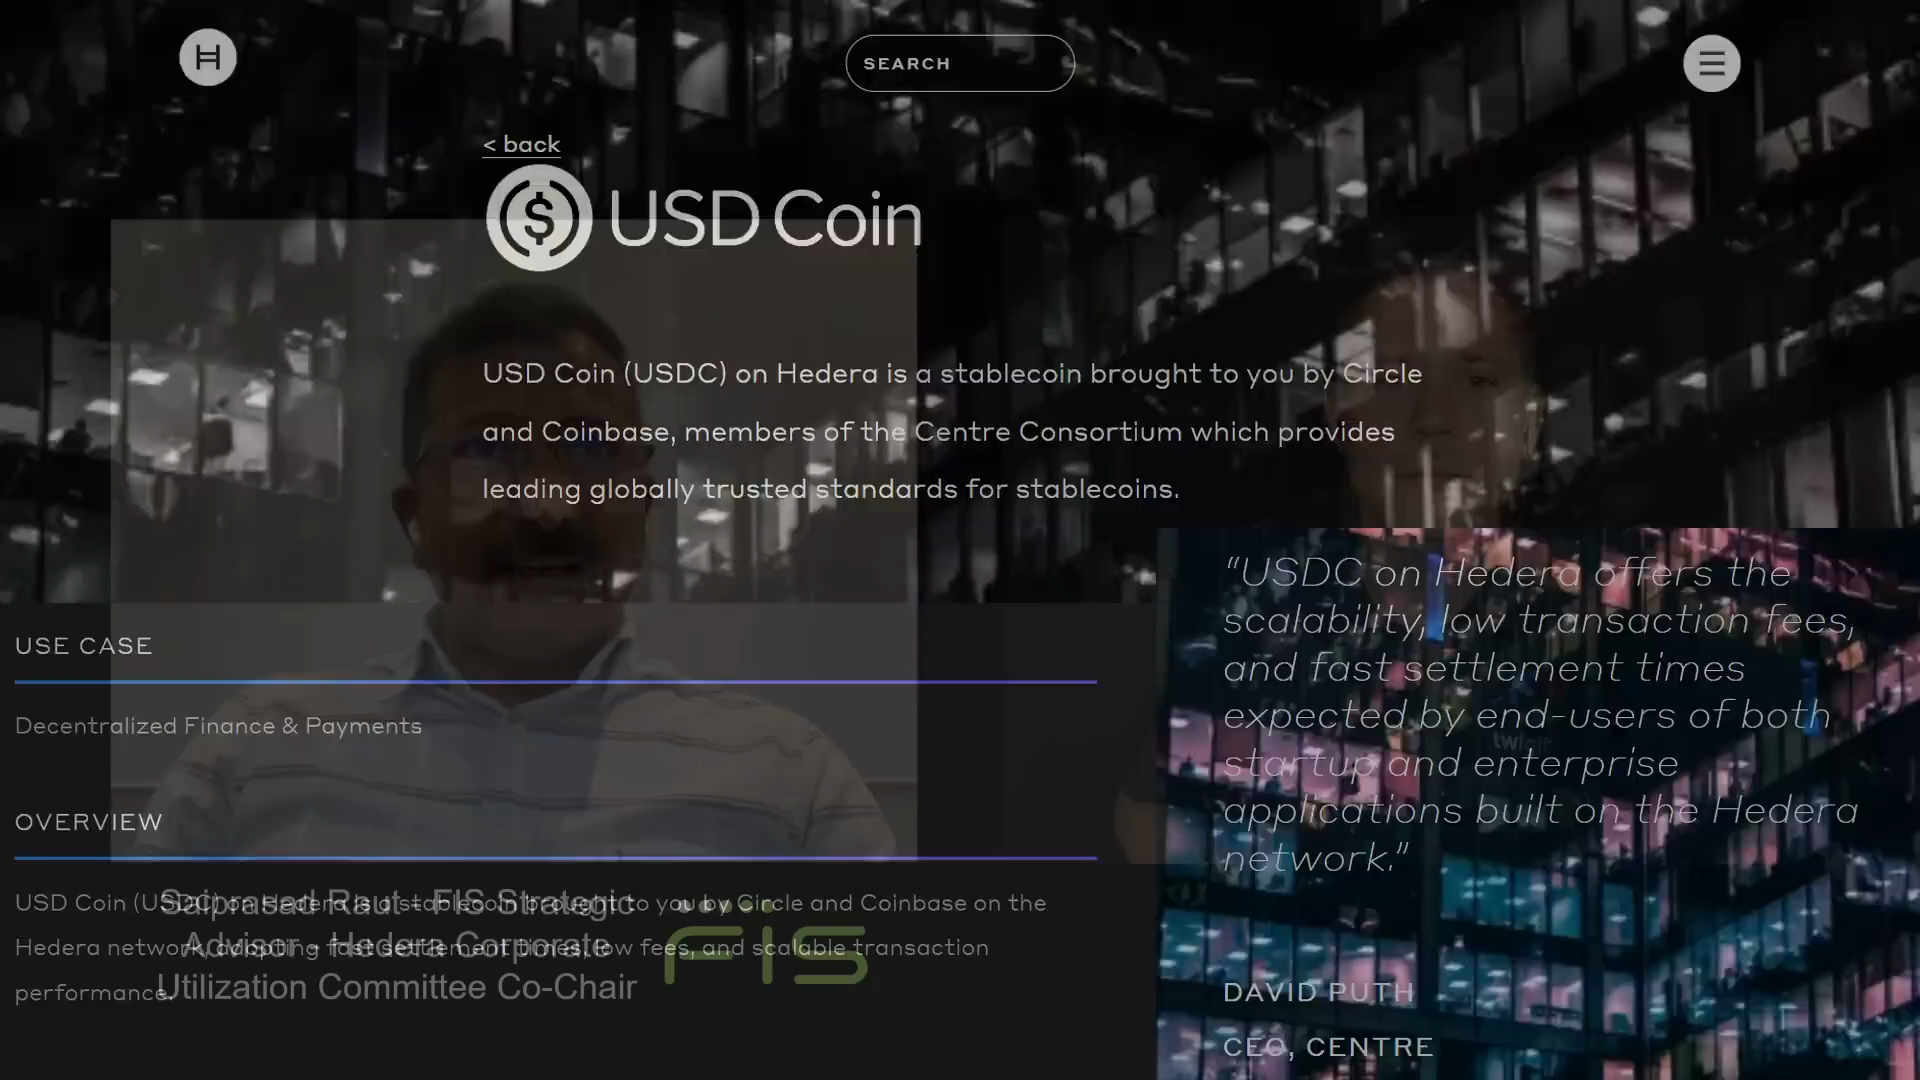 SEARCH
< back
USD Coin
USD Coin (USDC) on Hedera is a stablecoin brought to you by Circle
and Coinbase, members of the Centre Consortium which provides
leading globally trusted standards for stablecoins.
"USDC on Hedera offers the
scalability, low transaction fees,
and fast settlement times
expected by end-users of both
startup and enterprise
applications built on the Hedera
network."
DAVID PUTH
CEO, CENTRE
USE CASE
Decentralized Finance & Payments
OVERVIEW
USD Coin (USDC) on Hedera is a stablecoin brought to you by Circle and Coinbase on the
Hedera network, adopting fast settlement times, low fees, and scalable transaction
performance.
Saiprasad Raut - FIS Strategic
Advisor - Hedera Corporate
Utilization Committee Co-Chair
FIS